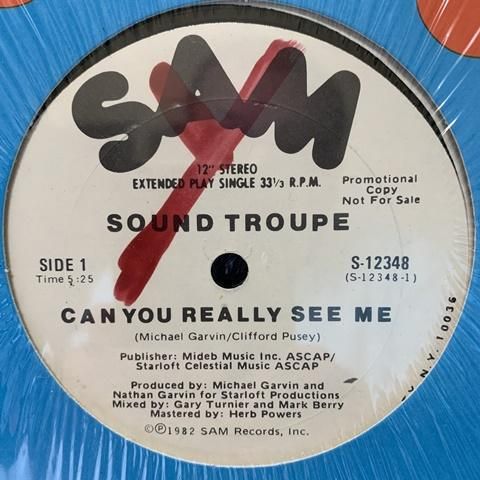 SAM
12" STEREO
EXTENDED PLAY SINGLE 33⅓ R.P.M.
Promotional
Copy
Not For Sale
SOUND TROUPE
SIDE 1
Time 5:25
S-12348
(S-12348-1)
CAN YOU REALLY SEE ME
(Michael Garvin/Clifford Pusey)
Publisher: Mideb Music Inc. ASCAP/
Starloft Celestial Music ASCAP
Produced by: Michael Garvin and
Nathan Garvin for Starloft Productions
Mixed by: Gary Turnier and Mark Berry
Mastered by: Herb Powers
©℗1982 SAM Records, Inc.
N.Y. 10036